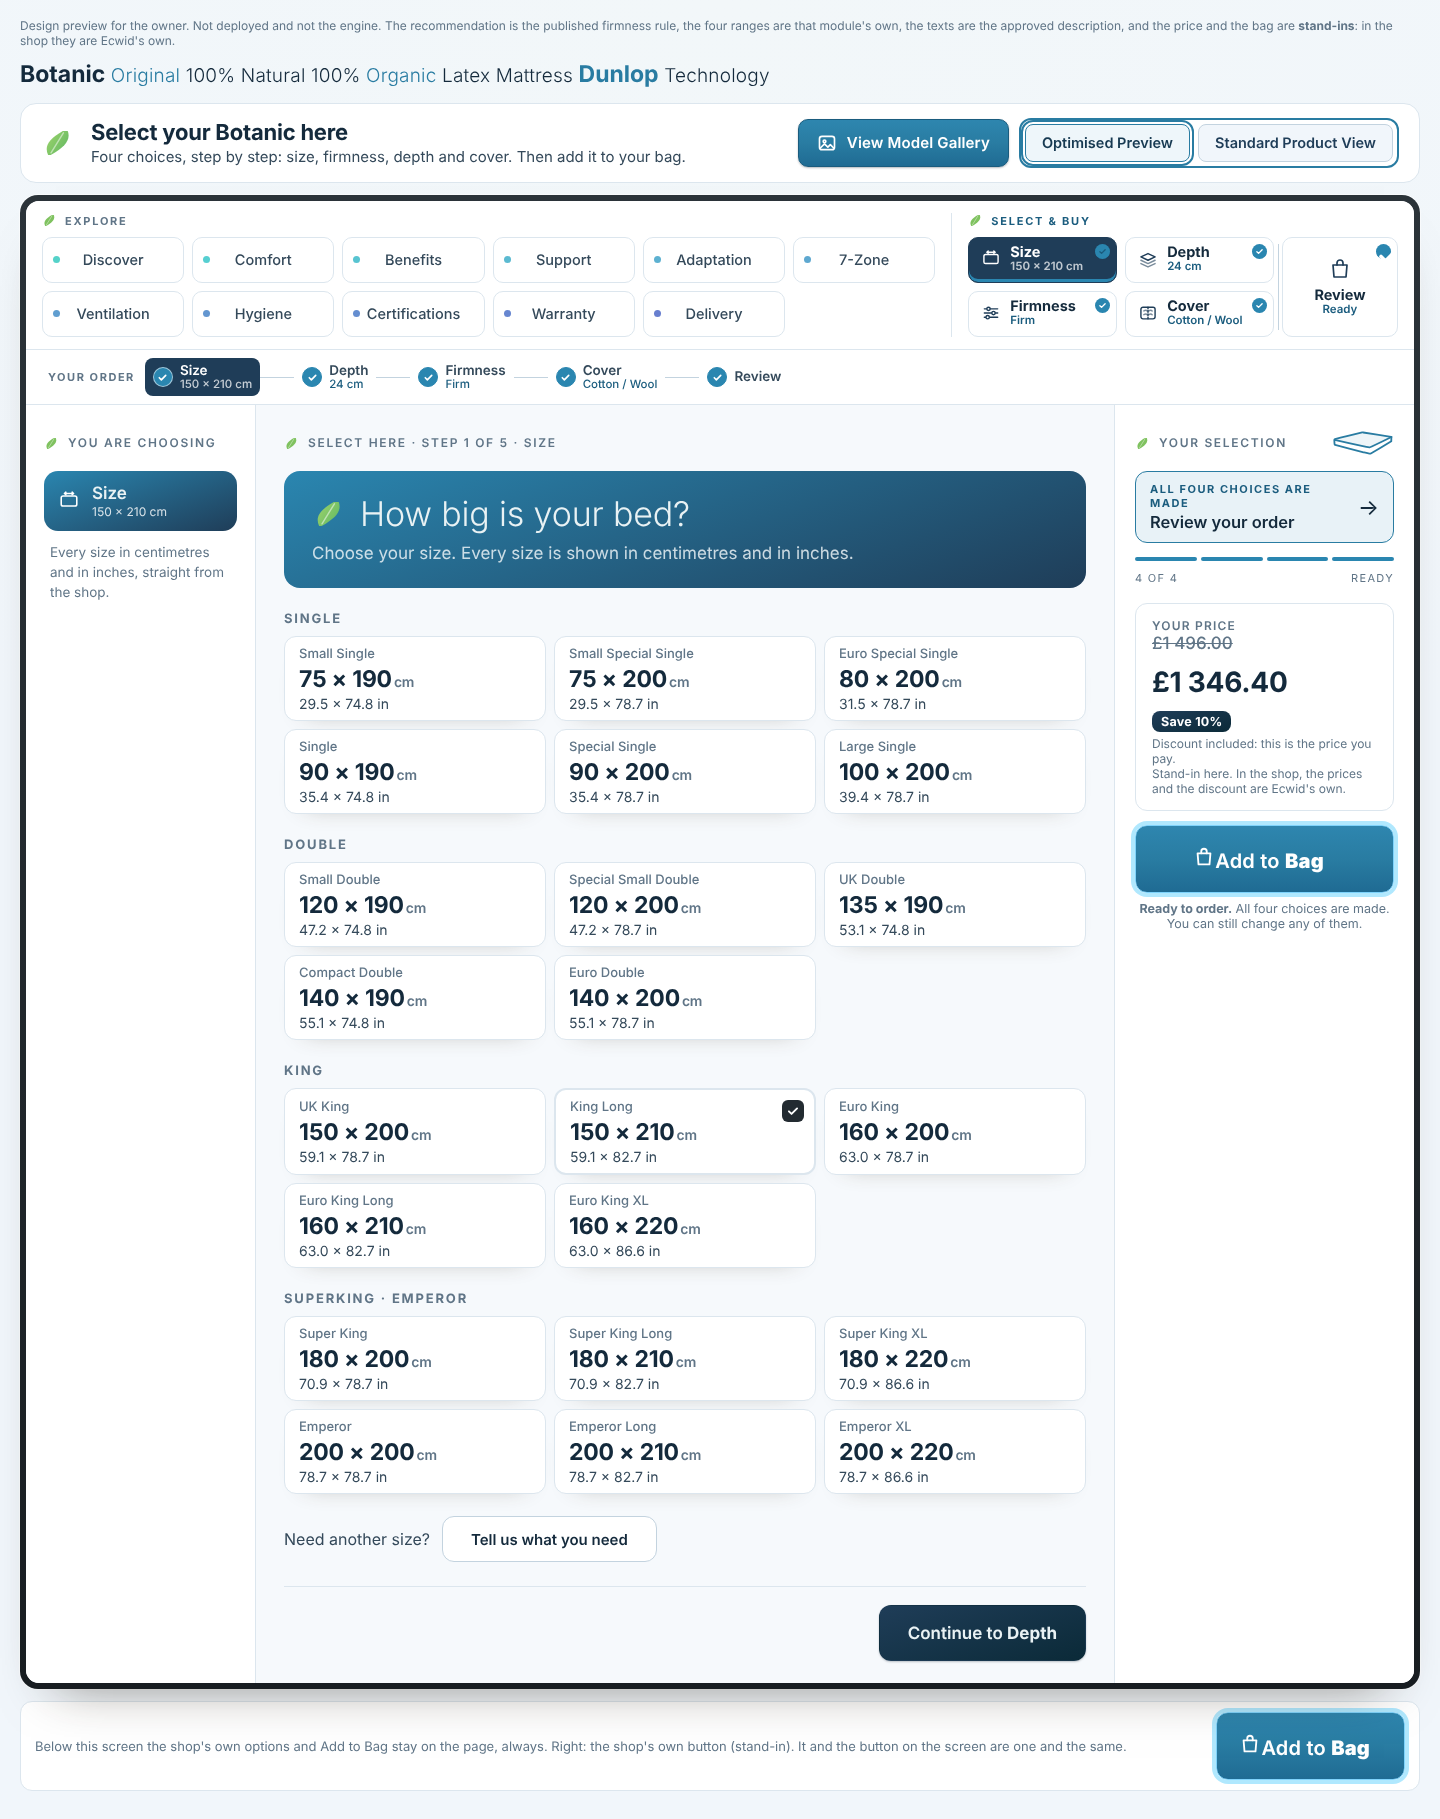 Design preview for the owner. Not deployed and not the engine. The recommendation is the published firmness rule, the four ranges are that module's own, the texts are the approved description, and the price and the bag are stand-ins: in the
shop they are Ecwid's own.
Botanic Original 100% Natural 100% Organic Latex Mattress Dunlop Technology
Select your Botanic here
Four choices, step by step: size, firmness, depth and cover. Then add it to your bag.
View Model Gallery
Optimised Preview
Standard Product View
EXPLORE
Discover
Comfort
Benefits
Support
Adaptation
7-Zone
Ventilation
Hygiene
Certifications
Warranty
Delivery
SELECT & BUY
Size
150 × 210 cm
Depth
24 cm
Firmness
Firm
Cover
Cotton / Wool
Review
Ready
YOUR ORDER
Size
150 × 210 cm
Depth
24 cm
Firmness
Firm
Cover
Cotton / Wool
Review
YOU ARE CHOOSING
Size
150 × 210 cm
Every size in centimetres
and in inches, straight from
the shop.
SELECT HERE · STEP 1 OF 5 · SIZE
How big is your bed?
Choose your size. Every size is shown in centimetres and in inches.
SINGLE
Small Single
75 × 190 cm
29.5 × 74.8 in
Small Special Single
75 × 200 cm
29.5 × 78.7 in
Euro Special Single
80 × 200 cm
31.5 × 78.7 in
Single
90 × 190 cm
35.4 × 74.8 in
Special Single
90 × 200 cm
35.4 × 78.7 in
Large Single
100 × 200 cm
39.4 × 78.7 in
DOUBLE
Small Double
120 × 190 cm
47.2 × 74.8 in
Special Small Double
120 × 200 cm
47.2 × 78.7 in
UK Double
135 × 190 cm
53.1 × 74.8 in
Compact Double
140 × 190 cm
55.1 × 74.8 in
Euro Double
140 × 200 cm
55.1 × 78.7 in
KING
UK King
150 × 200 cm
59.1 × 78.7 in
King Long
150 × 210 cm
59.1 × 82.7 in
Euro King
160 × 200 cm
63.0 × 78.7 in
Euro King Long
160 × 210 cm
63.0 × 82.7 in
Euro King XL
160 × 220 cm
63.0 × 86.6 in
SUPERKING · EMPEROR
Super King
180 × 200 cm
70.9 × 78.7 in
Super King Long
180 × 210 cm
70.9 × 82.7 in
Super King XL
180 × 220 cm
70.9 × 86.6 in
Emperor
200 × 200 cm
78.7 × 78.7 in
Emperor Long
200 × 210 cm
78.7 × 82.7 in
Emperor XL
200 × 220 cm
78.7 × 86.6 in
Need another size?
Tell us what you need
Continue to Depth
YOUR SELECTION
ALL FOUR CHOICES ARE
MADE
Review your order
4 OF 4
READY
YOUR PRICE
£1 496.00
£1 346.40
Save 10%
Discount included: this is the price you
pay.
Stand-in here. In the shop, the prices
and the discount are Ecwid's own.
Add to Bag
Ready to order. All four choices are made.
You can still change any of them.
Below this screen the shop's own options and Add to Bag stay on the page, always. Right: the shop's own button (stand-in). It and the button on the screen are one and the same.
Add to Bag